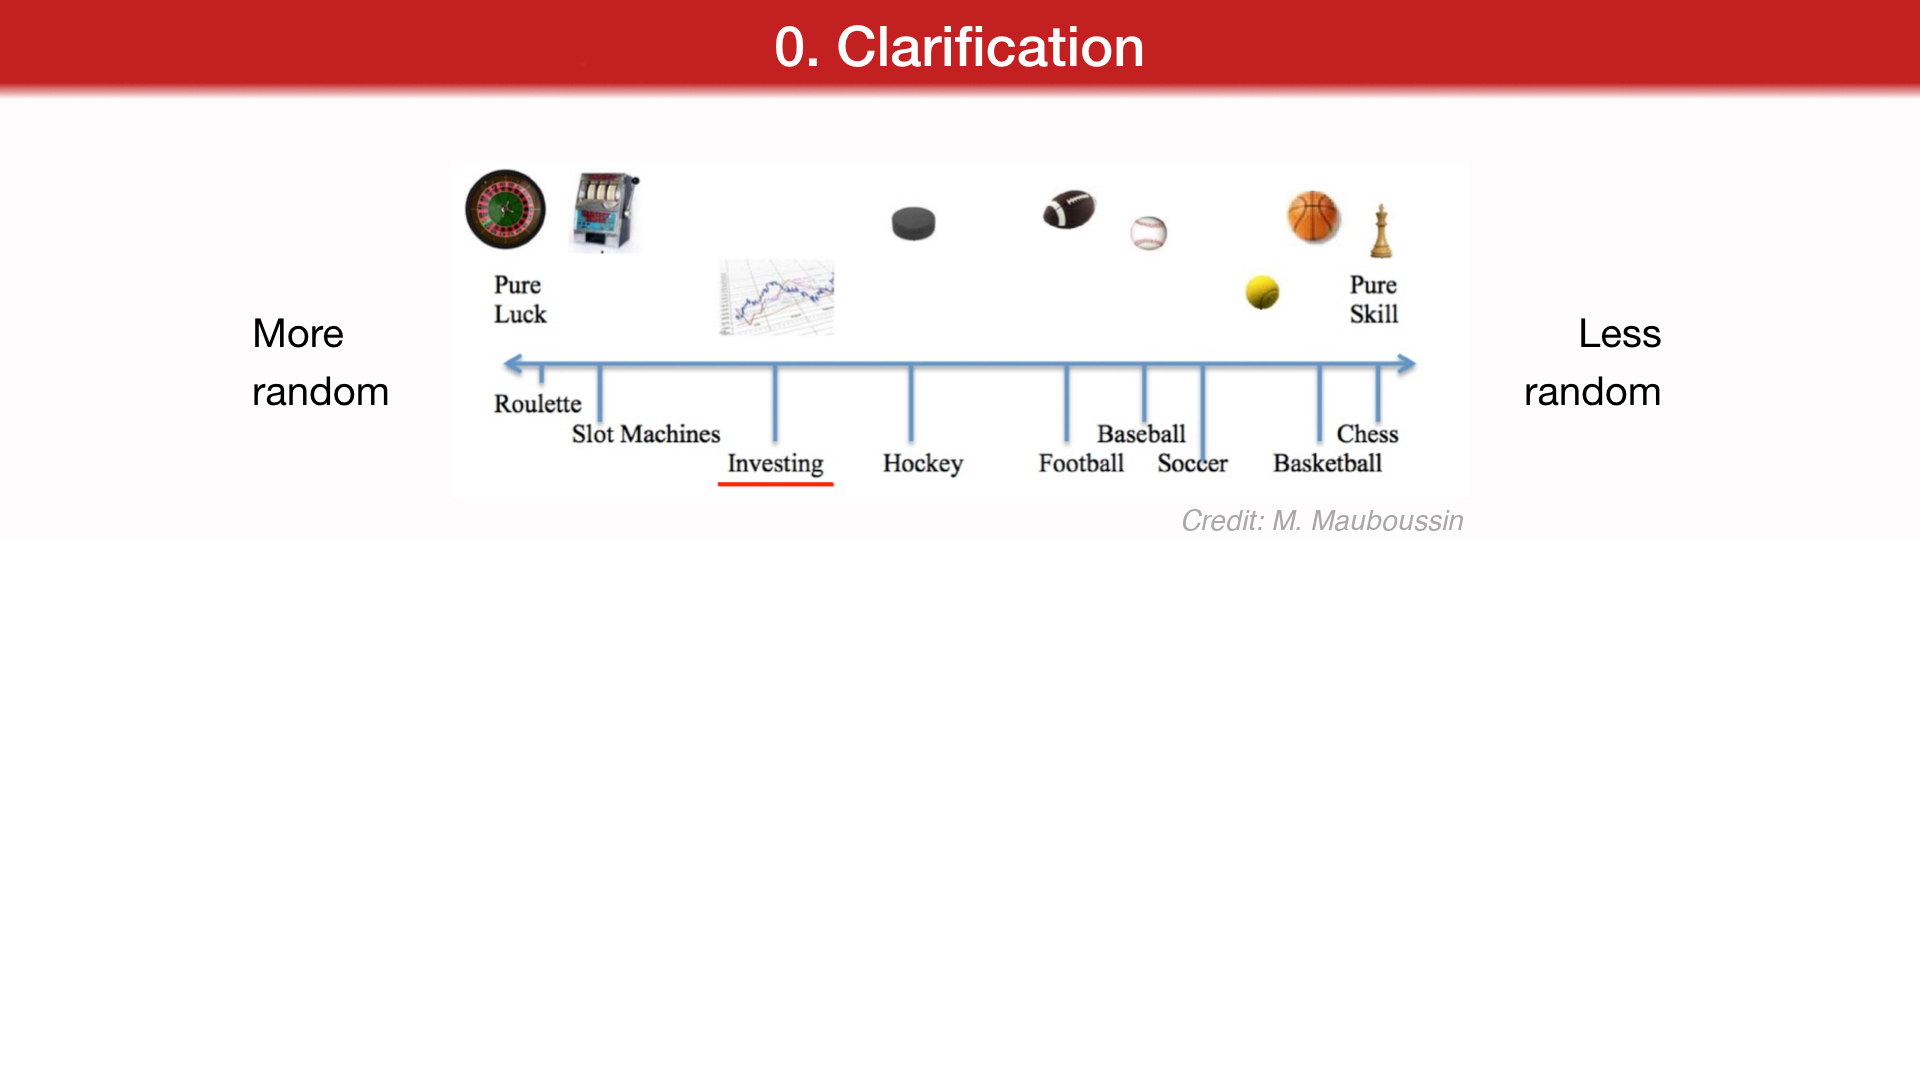 0. Clarification
Pure
Luck
Pure
Skill
More
random
Less
random
Roulette
Slot Machines
Baseball
Chess
Investing
Hockey
Football
Soccer
Basketball
Credit: M. Mauboussin